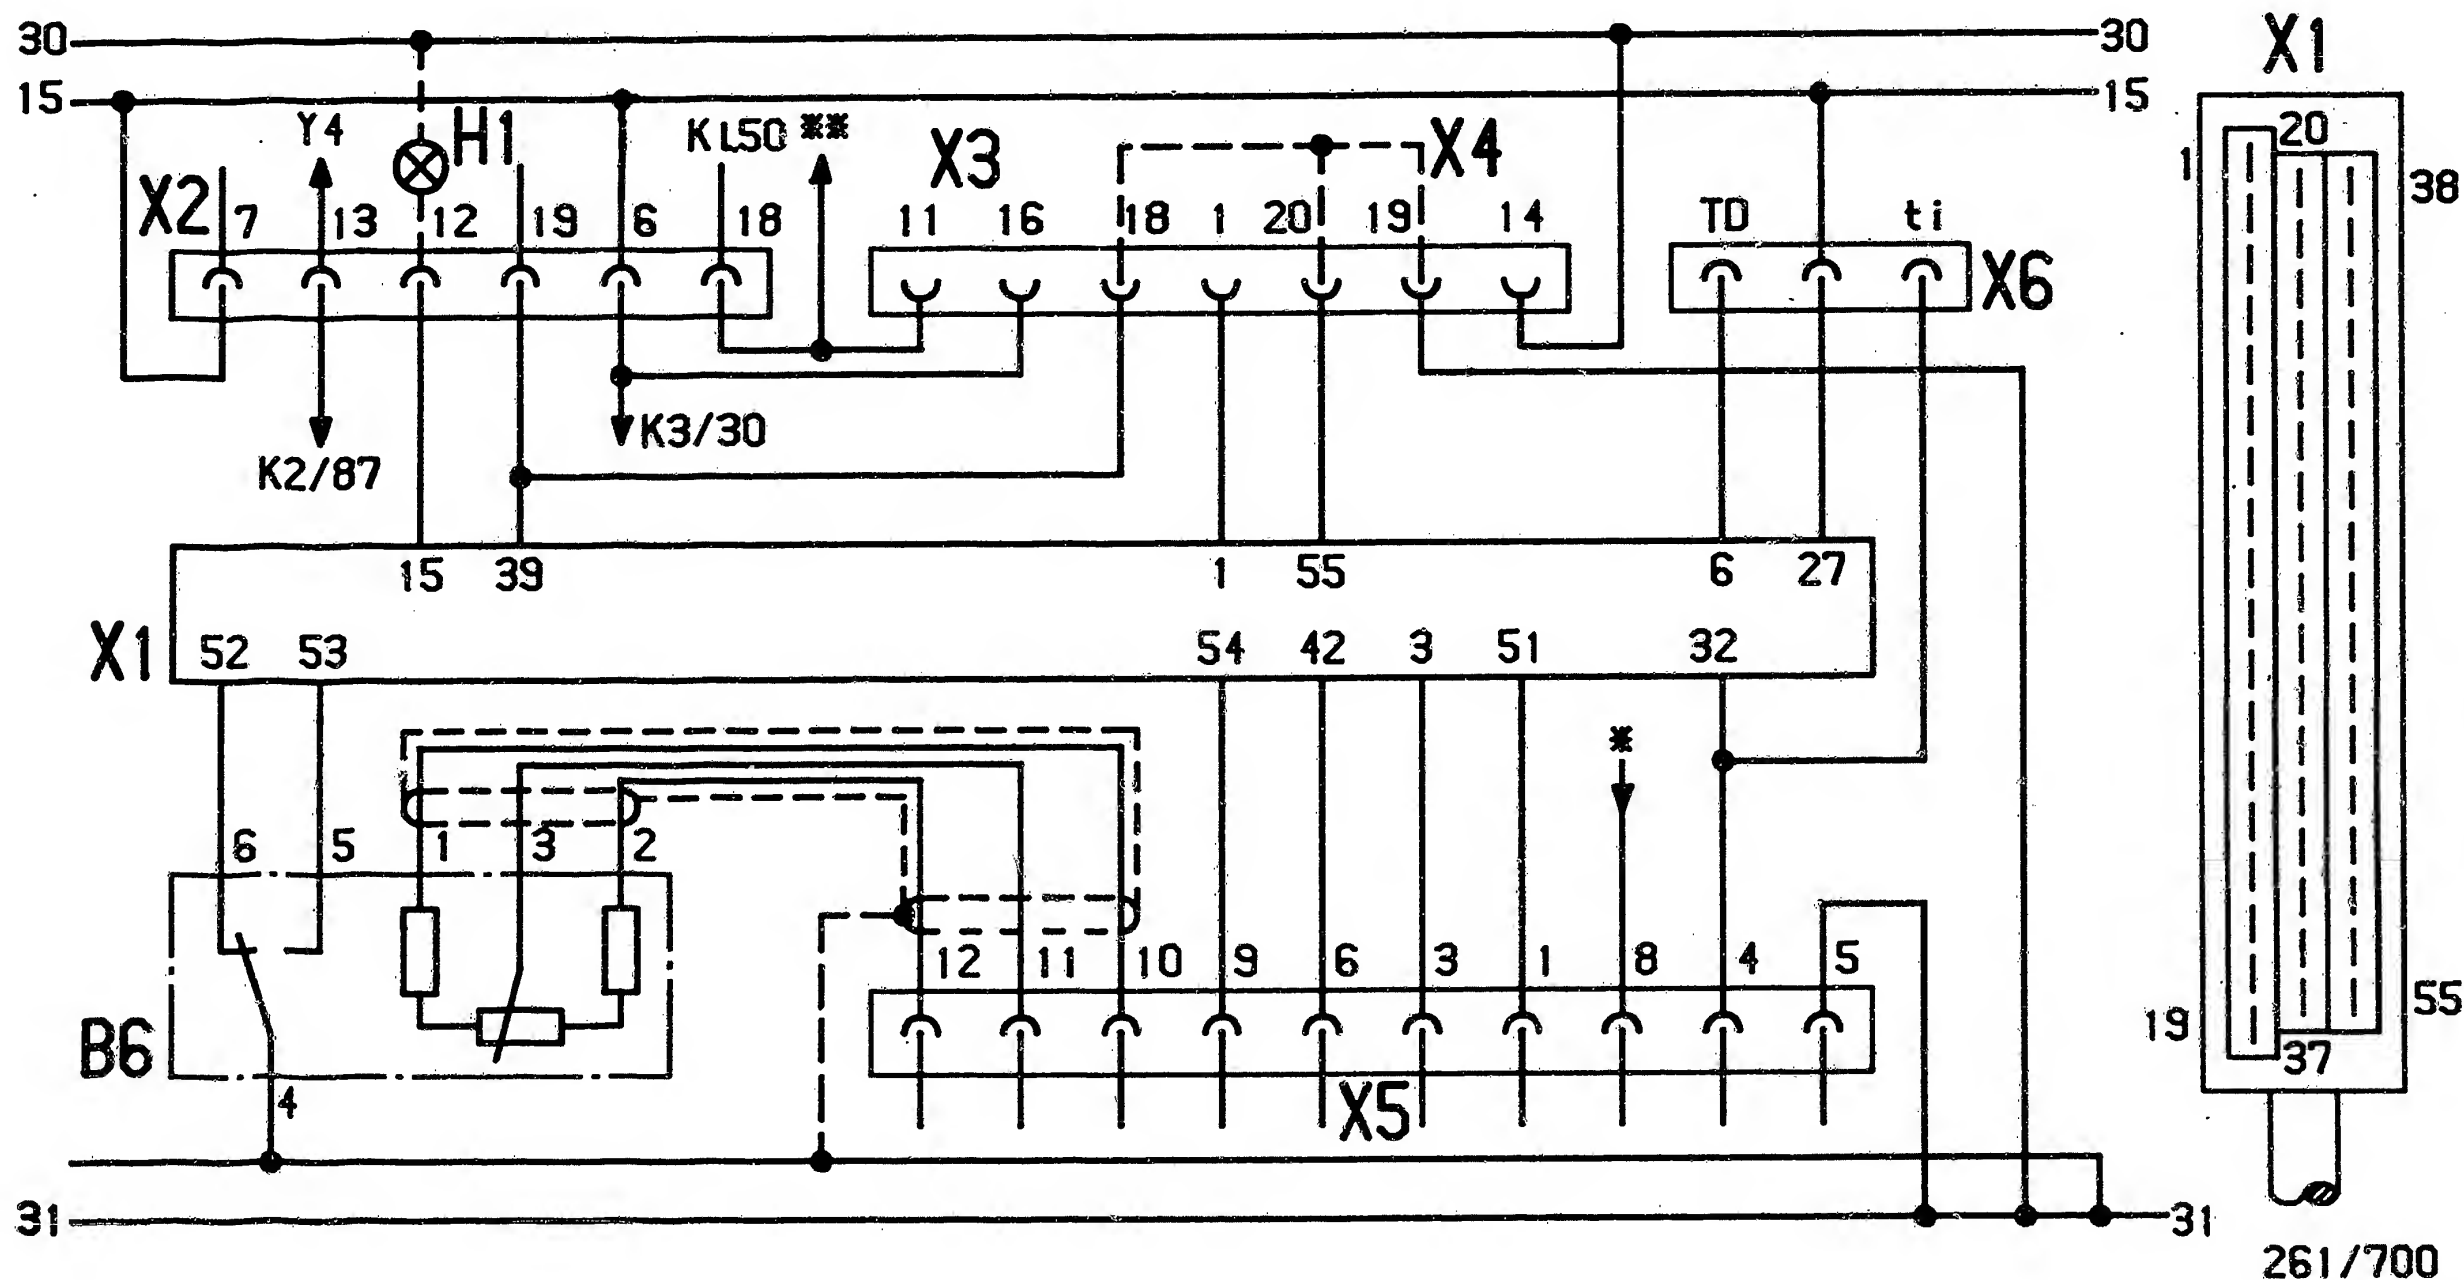 30 30 X1
15 15
Y4 H1 KL50 ** X3 X4 20
1 38
X2 7 13 12 19 6 18 11 16 18 1 20 19 14 TD ti
X6
K3/30
K2/87
15 39 1 55 6 27
X1 52 53 54 42 3 51 32
*
6 5 1 3 2
12 11 10 9 6 3 1 8 4 5
55
19
B6 37
4 X5
31 31
261/700